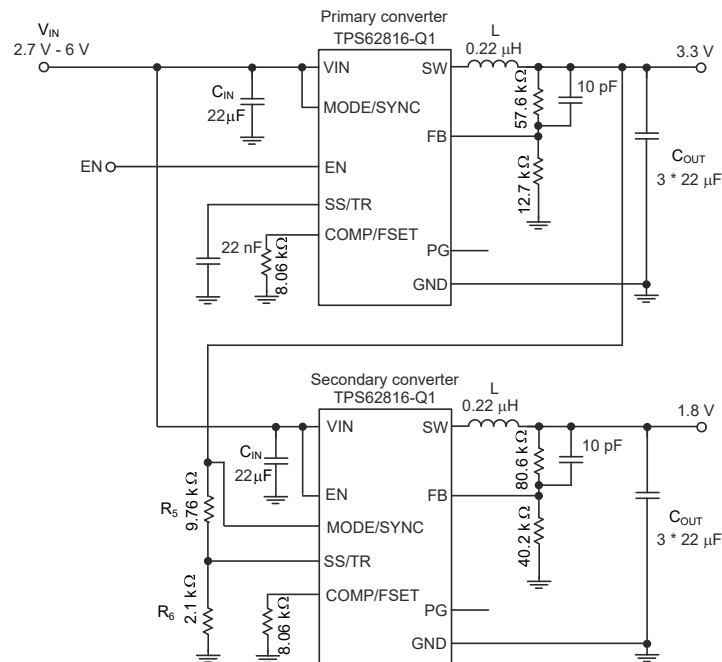 Primary converter
TPS62816-Q1
V_IN
2.7 V - 6 V
VIN
SW
L
0.22 µH
3.3 V
C_IN
22µF
MODE/SYNC
57.6 kΩ
10 pF
FB
C_OUT
3 * 22 µF
EN
EN
12.7 kΩ
SS/TR
COMP/FSET
22 nF
8.06 kΩ
PG
GND
Secondary converter
TPS62816-Q1
VIN
SW
L
0.22 µH
1.8 V
C_IN
22µF
80.6 kΩ
10 pF
EN
FB
R5
9.76 kΩ
MODE/SYNC
40.2 kΩ
C_OUT
3 * 22 µF
SS/TR
R6
2.1 kΩ
COMP/FSET
8.06 kΩ
PG
GND